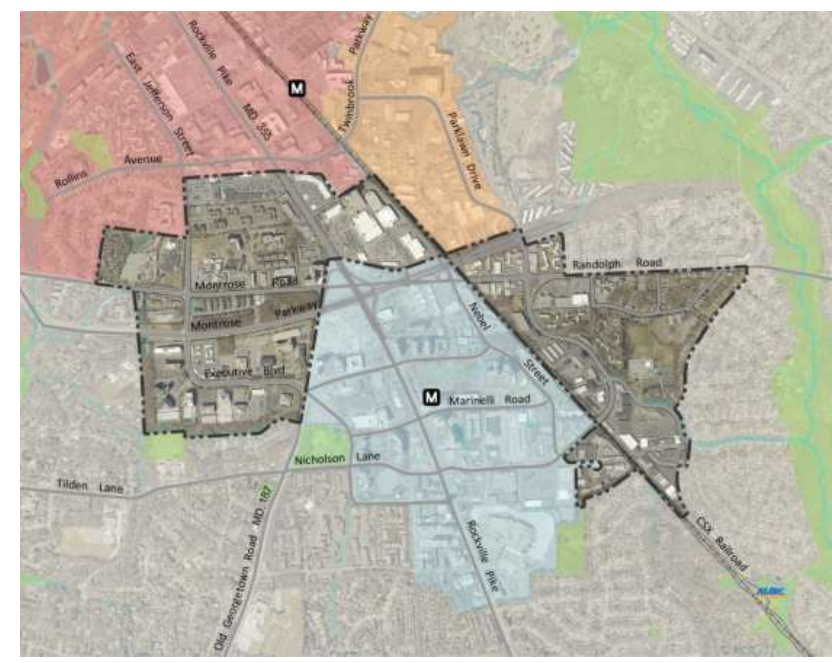 Rockville Pike MD 355
East Jefferson Street
M
Twinbrook Parkway
Parklawn Drive
Rollins Avenue
Randolph Road
Montrose Road
Montrose Parkway
Nebel Street
Executive Blvd
M
Marinelli Road
Nicholson Lane
Tilden Lane
Old Georgetown Road MD 187
Rockville Pike
CSX Railroad
MARC